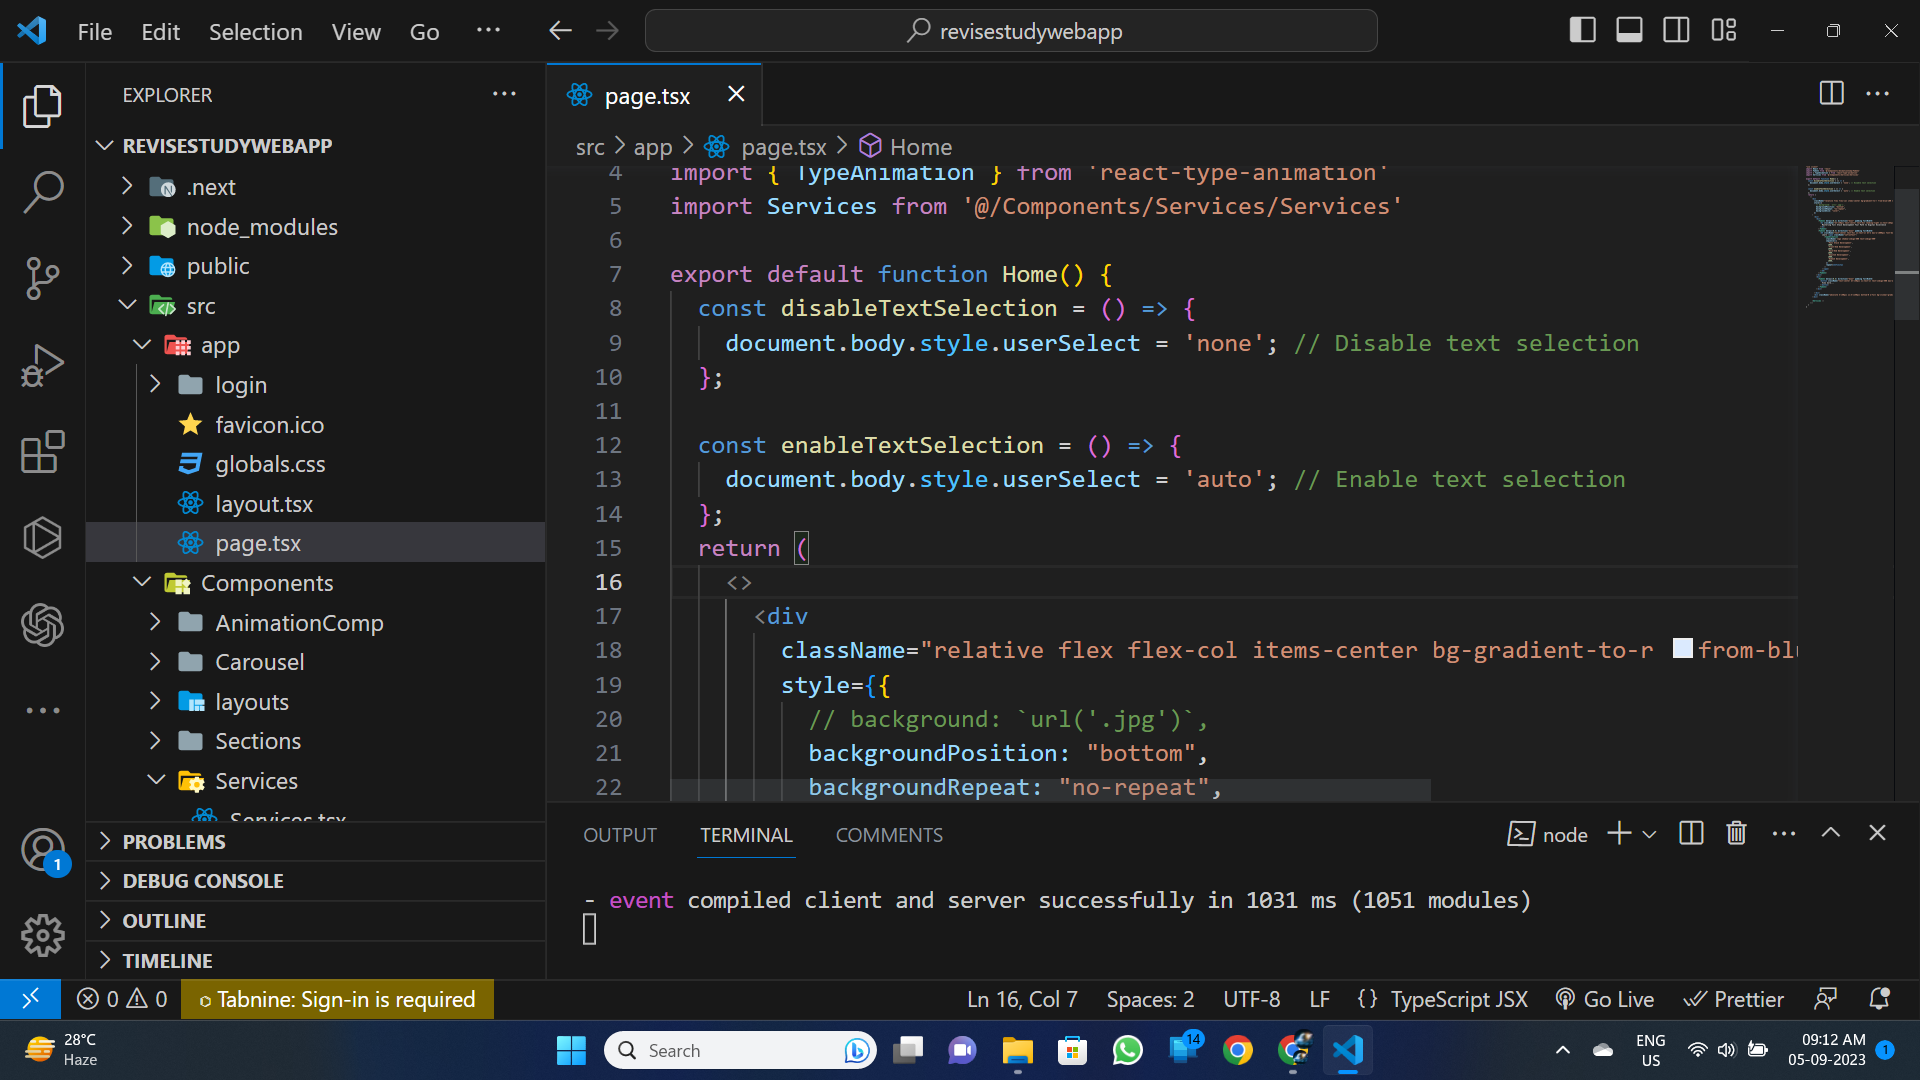 File Edit Selection View Go ··· revisestudywebapp
EXPLORER
REVISESTUDYWEBAPP
.next
node_modules
public
src
app
login
favicon.ico
globals.css
layout.tsx
page.tsx
Components
AnimationComp
Carousel
layouts
Sections
Services
Services.tsx
PROBLEMS
DEBUG CONSOLE
OUTLINE
TIMELINE
page.tsx
src > app > page.tsx > Home
4 import { TypeAnimation } from 'react-type-animation'
5 import Services from '@/Components/Services/Services'
6
7 export default function Home() {
8 const disableTextSelection = () => {
9 document.body.style.userSelect = 'none'; // Disable text selection
10 };
11
12 const enableTextSelection = () => {
13 document.body.style.userSelect = 'auto'; // Enable text selection
14 };
15 return (
16 <>
17 <div
18 className="relative flex flex-col items-center bg-gradient-to-r from-blu
19 style={{
20 // background: `url('.jpg')`,
21 backgroundPosition: "bottom",
22 backgroundRepeat: "no-repeat",
OUTPUT TERMINAL COMMENTS node
- event compiled client and server successfully in 1031 ms (1051 modules)
1
0 0 Tabnine: Sign-in is required Ln 16, Col 7 Spaces: 2 UTF-8 LF {} TypeScript JSX Go Live Prettier
28°C
Haze
Search
14
ENG
US
09:12 AM
05-09-2023
1